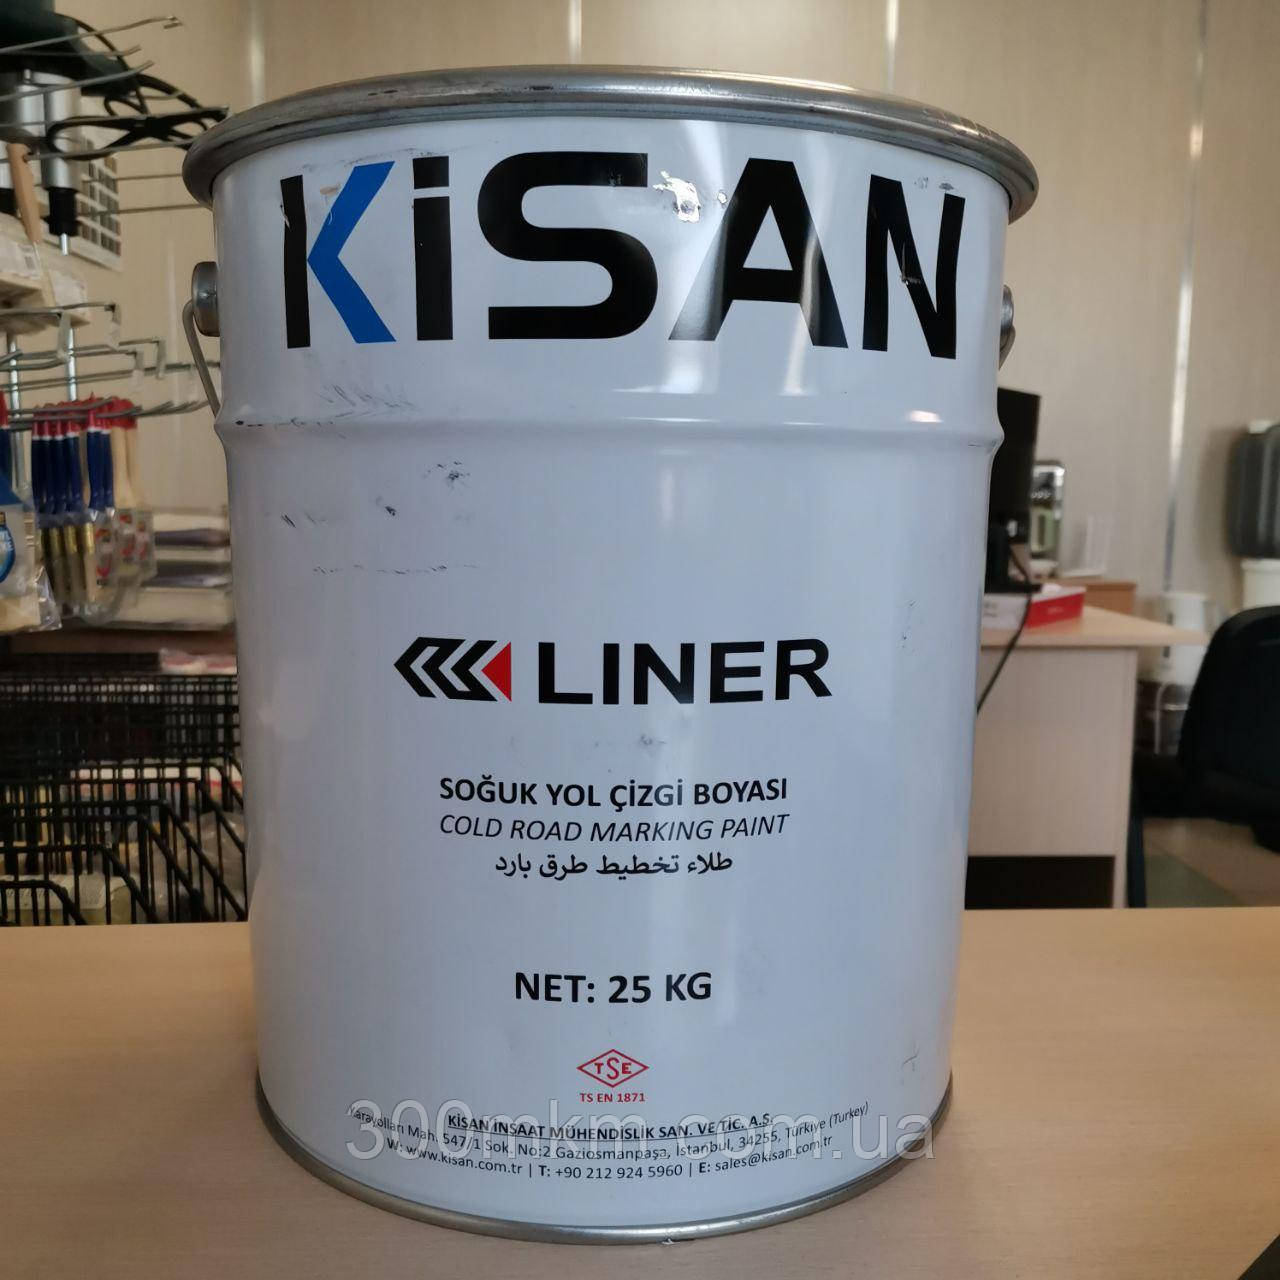 KiSAN
LINER
SOĞUK YOL ÇİZGİ BOYASI
COLD ROAD MARKING PAINT
طلاء تخطيط طرق بارد
NET: 25 KG
TSE
TS EN 1871
KİSAN İNŞAAT MÜHENDİSLİK SAN. VE TİC. A.Ş.
Karayolları Mah. 547/1 Sok. No:2 Gaziosmanpaşa, İstanbul, 34255, Türkiye (Turkey)
W: www.kisan.com.tr | T: +90 212 924 5960 | E: sales@kisan.com.tr
300mkm.com.ua